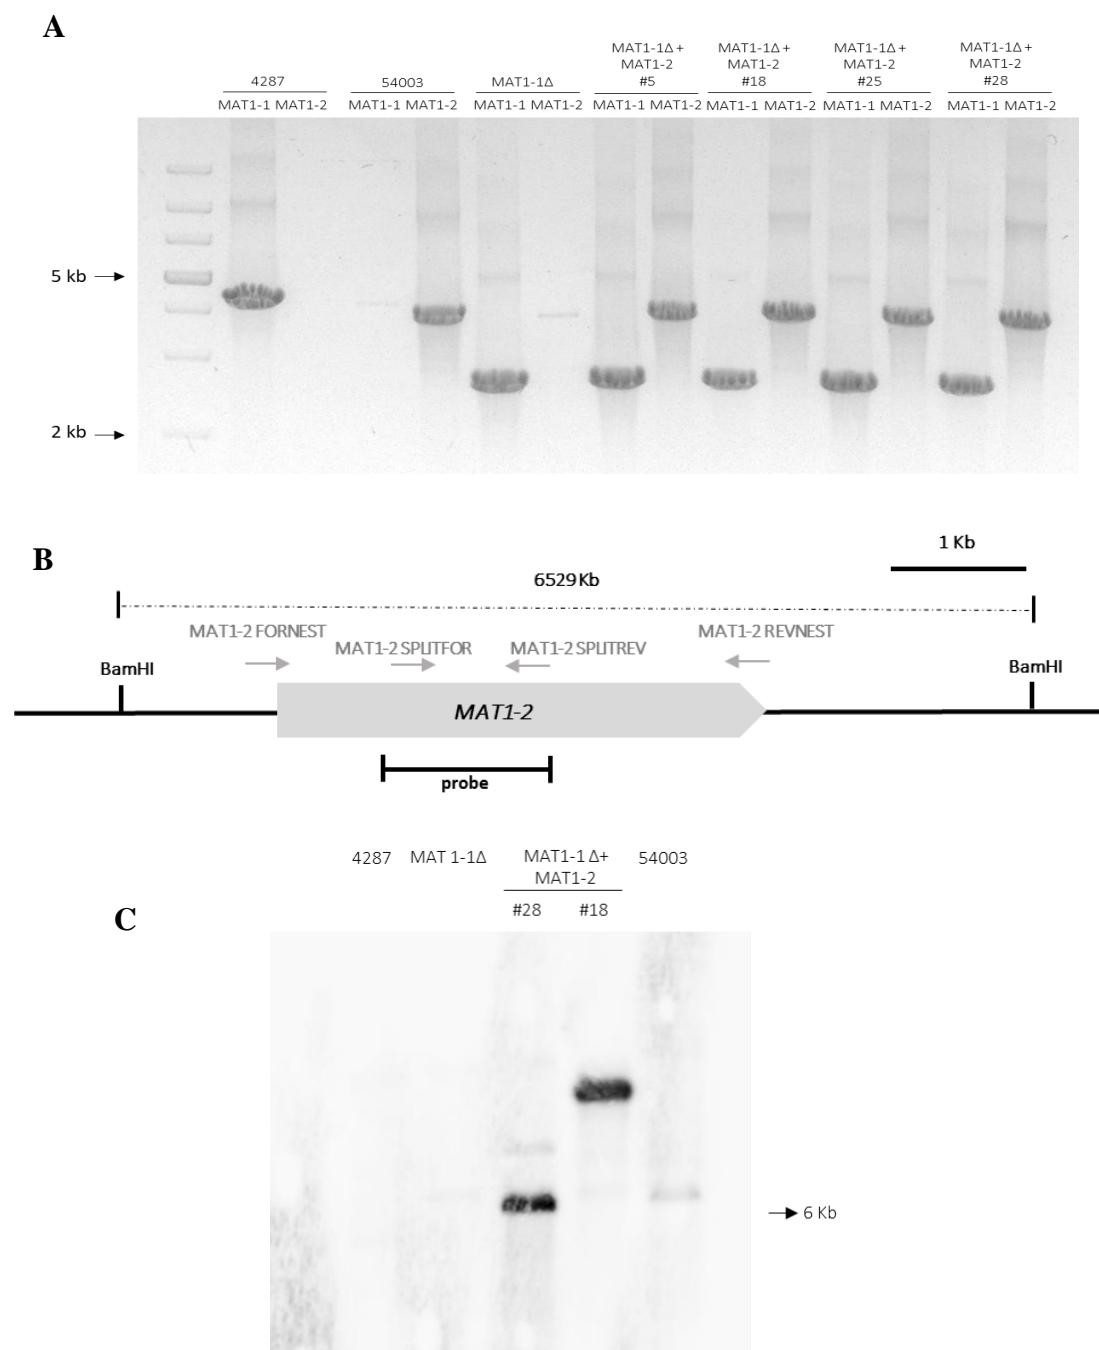 A
MAT1-1Δ + MAT1-2 #5
MAT1-1Δ + MAT1-2 #18
MAT1-1Δ + MAT1-2 #25
MAT1-1Δ + MAT1-2 #28
4287
54003
MAT1-1Δ
MAT1-1 MAT1-2
MAT1-1 MAT1-2
MAT1-1 MAT1-2
MAT1-1 MAT1-2
MAT1-1 MAT1-2
MAT1-1 MAT1-2
MAT1-1 MAT1-2
5 kb
2 kb
B
1 Kb
6529 Kb
MAT1-2 FORNEST
MAT1-2 SPLITFOR
MAT1-2 SPLITREV
MAT1-2 REVNEST
BamHI
BamHI
MAT1-2
probe
4287
MAT 1-1Δ
MAT1-1 Δ+
MAT1-2
54003
#28
#18
C
6 Kb